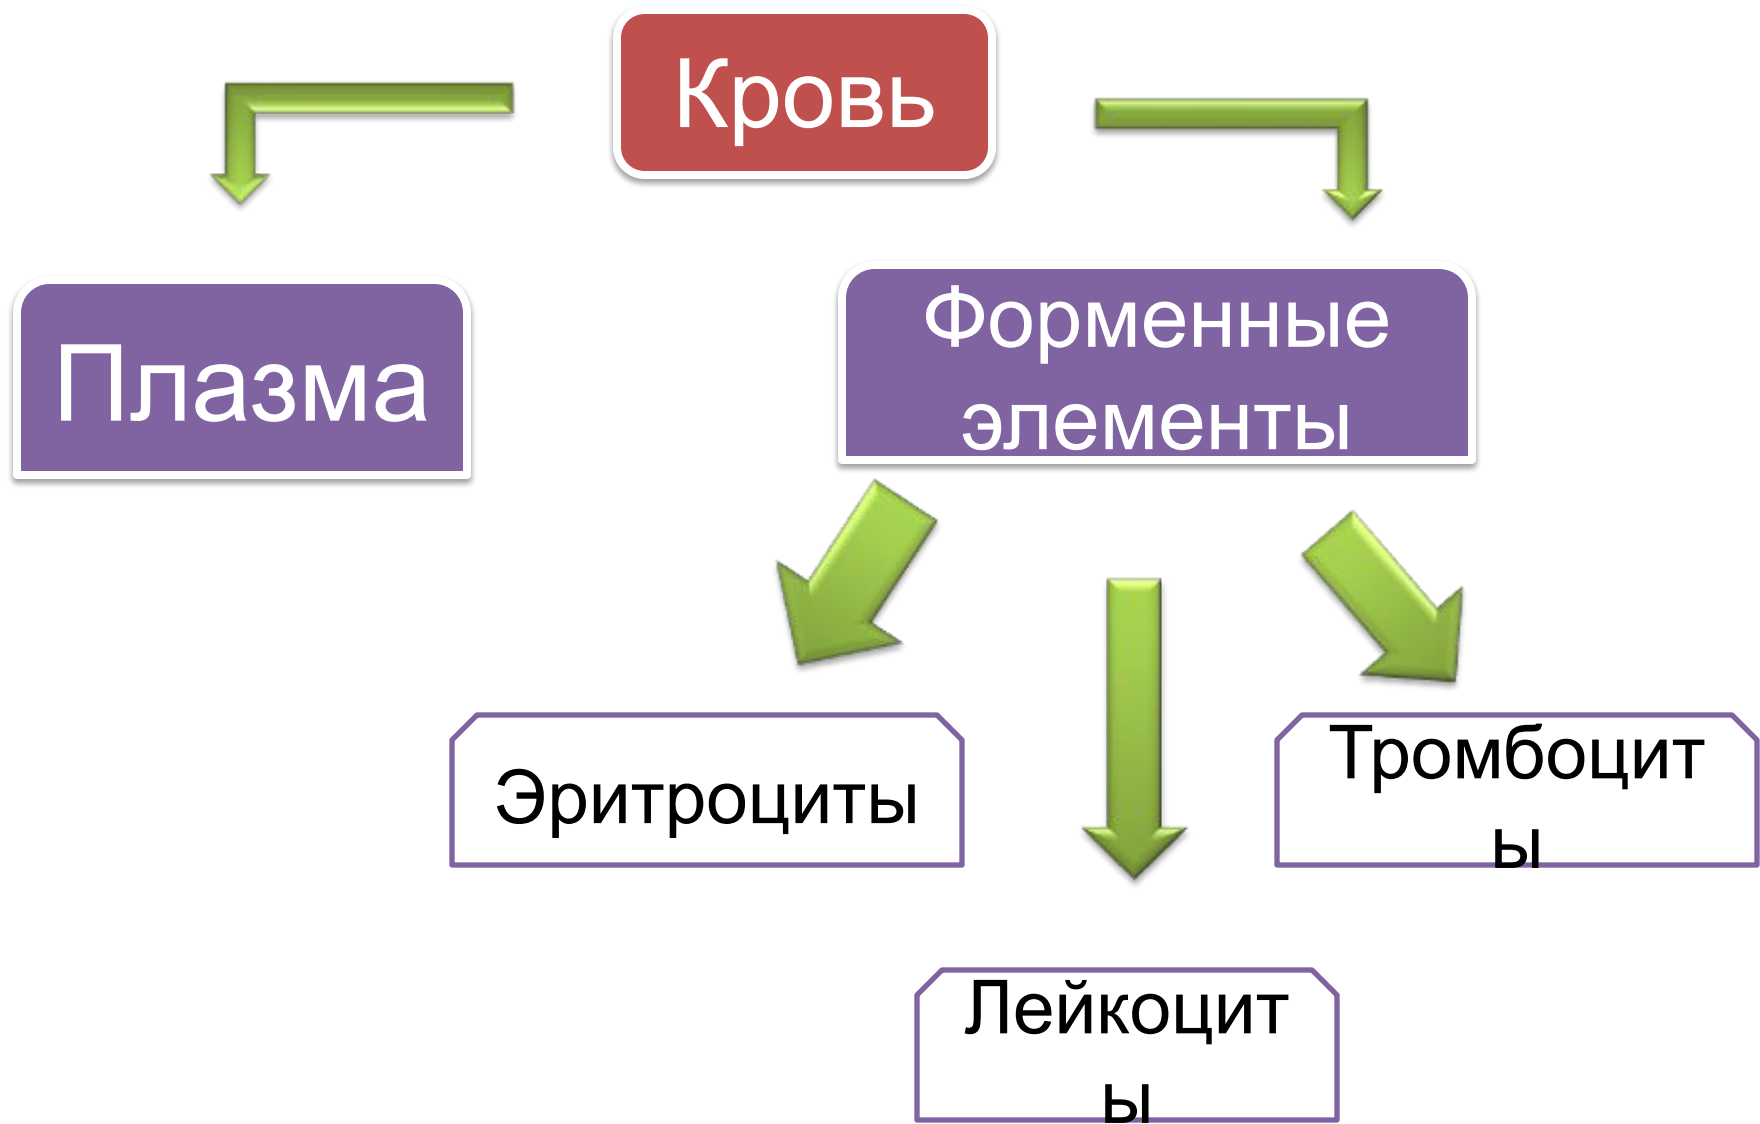 Кровь
Плазма
Форменные
элементы
Эритроциты
Тромбоцит
ы
Лейкоцит
ы